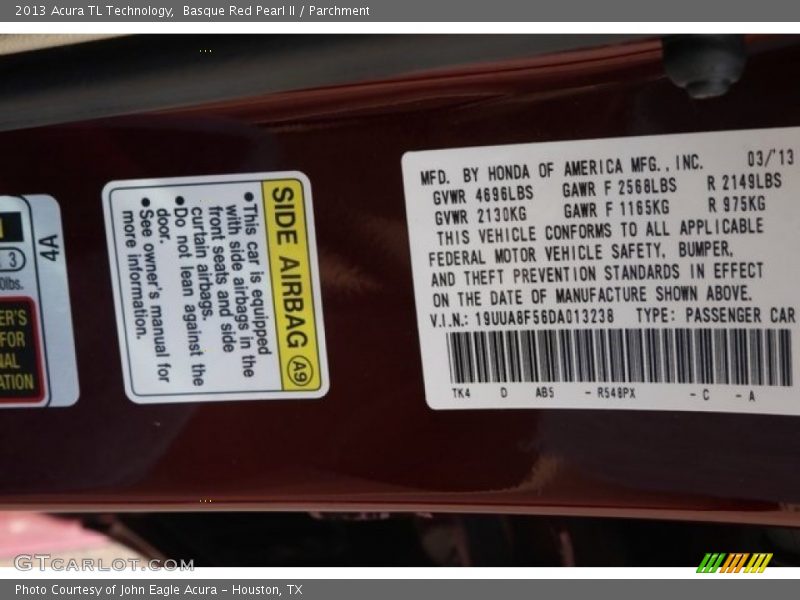 2013 Acura TL Technology,  Basque Red Pearl II / Parchment
4A
3
0lbs.
ER'S
FOR
NAL
ATION
SIDE AIRBAG A9
•This car is equipped
with side airbags in the
front seats and side
curtain airbags.
•Do not lean against the
door.
•See owner's manual for
more information.
MFD. BY HONDA OF AMERICA MFG., INC. 03/'13
GVWR 4696LBS GAWR F 2568LBS R 2149LBS
GVWR 2130KG GAWR F 1165KG R 975KG
THIS VEHICLE CONFORMS TO ALL APPLICABLE
FEDERAL MOTOR VEHICLE SAFETY, BUMPER,
AND THEFT PREVENTION STANDARDS IN EFFECT
ON THE DATE OF MANUFACTURE SHOWN ABOVE.
V.I.N.: 19UUA8F56DA013238 TYPE: PASSENGER CAR
TK4 D AB5 - R548PX - C - A
GTCARLOT.COM
Photo Courtesy of John Eagle Acura - Houston, TX